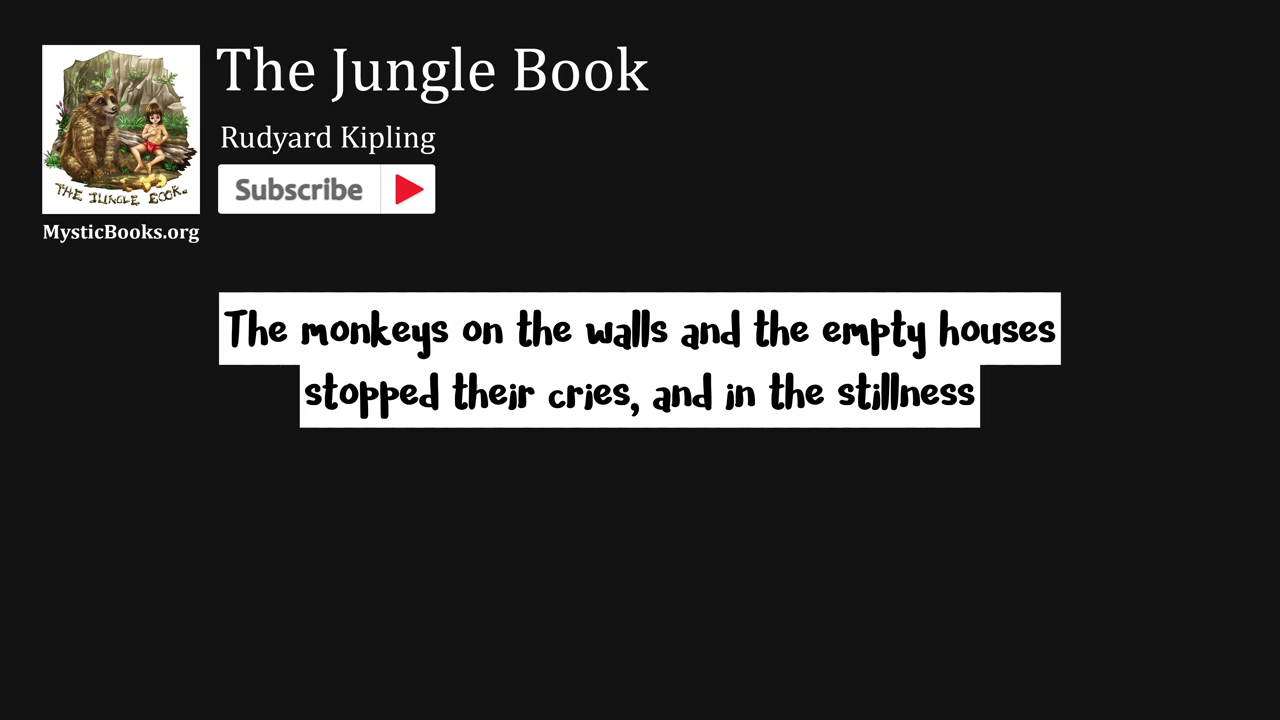 The Jungle Book
Rudyard Kipling
Subscribe
THE JUNGLE BOOK.
MysticBooks.org
The monkeys on the walls and the empty houses
stopped their cries, and in the stillness